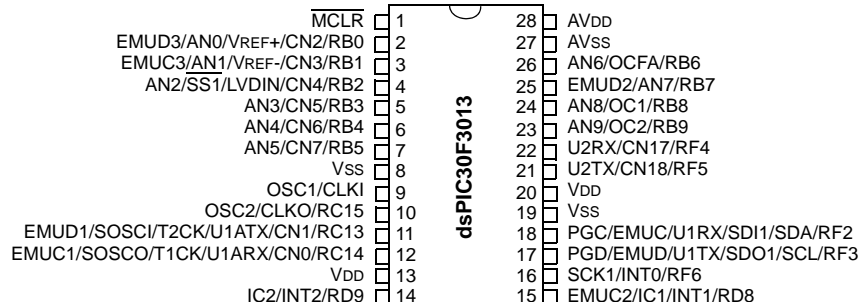 MCLR 1 28 AVDD
EMUD3/AN0/VREF+/CN2/RB0 2 27 AVSS
EMUC3/AN1/VREF-/CN3/RB1 3 26 AN6/OCFA/RB6
AN2/SS1/LVDIN/CN4/RB2 4 25 EMUD2/AN7/RB7
AN3/CN5/RB3 5 24 AN8/OC1/RB8
AN4/CN6/RB4 6 23 AN9/OC2/RB9
AN5/CN7/RB5 7 22 U2RX/CN17/RF4
VSS 8 21 U2TX/CN18/RF5
OSC1/CLKI 9 20 VDD
OSC2/CLKO/RC15 10 19 VSS
EMUD1/SOSCI/T2CK/U1ATX/CN1/RC13 11 18 PGC/EMUC/U1RX/SDI1/SDA/RF2
EMUC1/SOSCO/T1CK/U1ARX/CN0/RC14 12 17 PGD/EMUD/U1TX/SDO1/SCL/RF3
VDD 13 16 SCK1/INT0/RF6
IC2/INT2/RD9 14 15 EMUC2/IC1/INT1/RD8
dsPIC30F3013